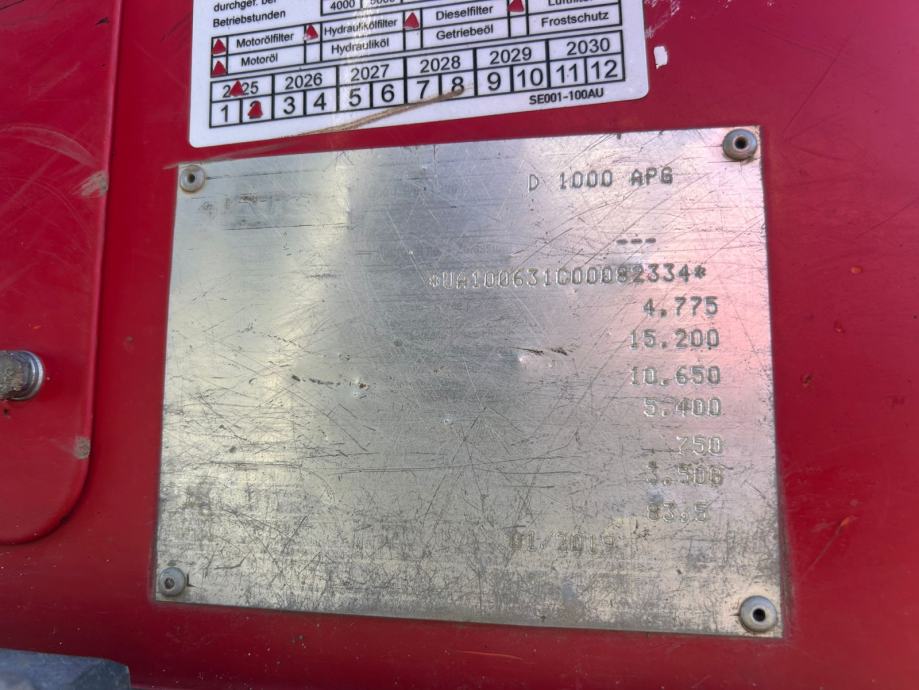 durchgef. bei
Betriebstunden
4000
Motorölfilter Hydraulikölfilter Dieselfilter
Motoröl Hydrauliköl Getriebeöl Frostschutz
2025 2026 2027 2028 2029 2030
1 2 3 4 5 6 7 8 9 10 11 12
SE001-100AU
D 1000 APG
---
4.775
15.200
10.650
5.400
750
3.506
83.5
01/2019